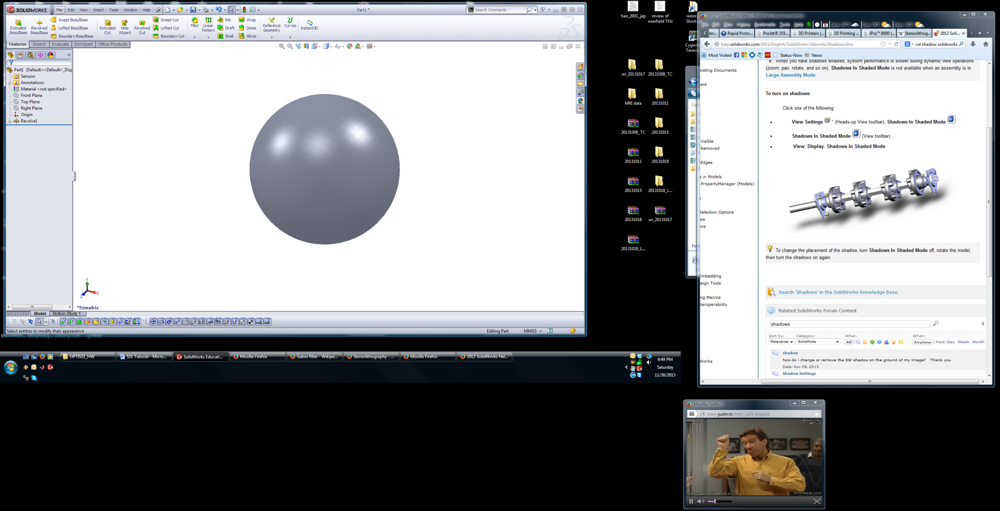 SOLIDWORKS File Edit View Insert Tools Window Help Part1 * Search Commands
Extruded Boss/Base
Revolved Boss/Base
Swept Boss/Base
Lofted Boss/Base
Boundary Boss/Base
Extruded Cut
Hole Wizard
Revolved Cut
Swept Cut
Lofted Cut
Boundary Cut
Fillet
Linear Pattern
Rib
Draft
Shell
Wrap
Dome
Mirror
Reference Geometry
Curves
Instant3D
Features Sketch Evaluate DimXpert Office Products
Part1 (Default<<Default>_Disp
Sensors
Annotations
Material <not specified>
Front Plane
Top Plane
Right Plane
Origin
Revolve1
Y
X
Z
*Trimetric
Model Motion Study 1
Select entities to modify their appearance Editing Part MMGS
han_2001_jap
review of nearfield THz
wr_20131017 20131008_TC
MRI data 20131011
20131008_TC 20131015
20131011 20131018
20131015 20131018_L...
20131018 wr_20131017
20131018_L...
OPTI521_HW
521 Tutorial - Micro...
SolidWorks Educati...
Mozilla Firefox
Gabor filter - Wikipe...
Stereolithography - ...
Mozilla Firefox
2012 SolidWorks Hel...
9:49 PM
Saturday
11/30/2013
2012 SolidWorks Help - Shadows - Mozilla Firefox
File Edit View History Bookmarks Tools Help
Rapid Proto... ProJet® 351... 3D Printers |... 3D Printing ... iPro™ 8000 |... Stereolithog... 2012 Soli...
help.solidworks.com/2012/English/SolidWorks/sldworks/Shadows.htm
ove shadow solidworks
Most Visited Status-Now News
When you have shadows enabled, system performance is slower during dynamic view operations
(zoom, pan, rotate, and so on). Shadows In Shaded Mode is not available when an assembly is in
Large Assembly Mode .
To turn on shadows:
Click one of the following:
View Settings (Heads-up View toolbar), Shadows In Shaded Mode
Shadows In Shaded Mode (View toolbar)
View, Display, Shadows In Shaded Mode
xisting Documents
ent
Visible
Removed
Edges
s in Models
PropertyManager (Models)
s
Selection Options
ws
ons
Embedding
sign Tools
ng Macros
teroperability
Works
To change the placement of the shadow, turn Shadows In Shaded Mode off, rotate the model,
then turn the shadows on again.
Search 'Shadows' in the SolidWorks Knowledge Base.
Related SolidWorks Forum Content
shadows 1
Sort by: Category: What: When:
Relevance SolidWorks All Anytime | Past: Day Week Month
shadow
how do i change or remove the SW shadow on the ground of my image? Thank you
Date: Nov 08, 2013
Shadow Settings
Mozilla Firefox
www.justin.tv/lmtv_us11/popout